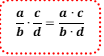 a/b · c/d = a · c/b · d